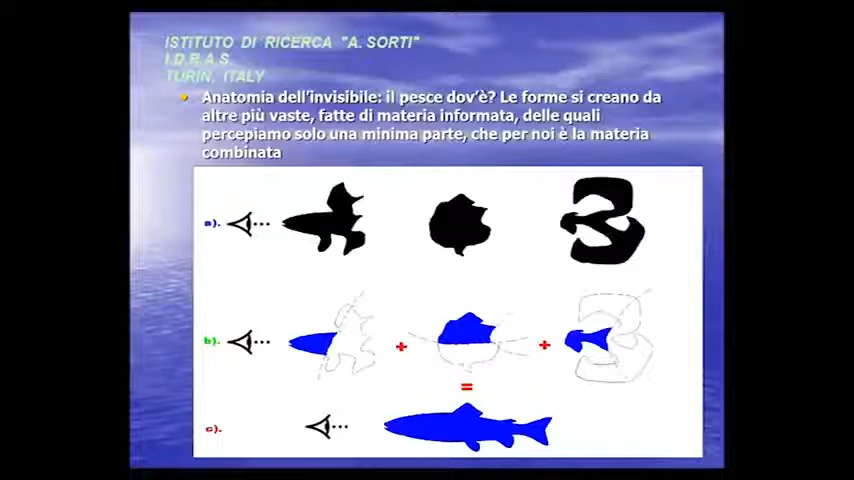 ISTITUTO DI RICERCA "A. SORTI"
I.D.R.A.S.
TURIN, ITALY
• Anatomia dell'invisibile: il pesce dov'è? Le forme si creano da
altre più vaste, fatte di materia informata, delle quali
percepiamo solo una minima parte, che per noi è la materia
combinata
a).
b).
+ +
=
c).